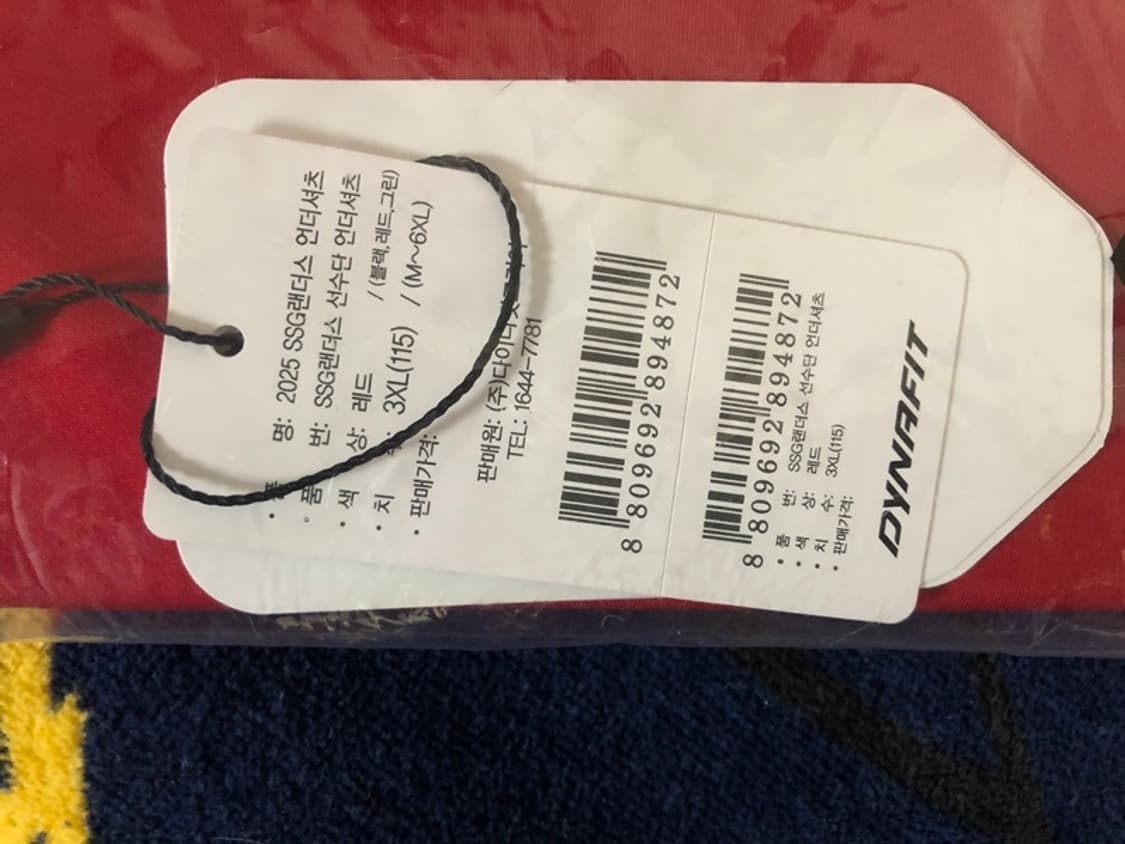 • 품 명: 2025 SSG랜더스 언더셔츠
• 품 번: SSG랜더스 선수단 언더셔츠
• 색 상: 레드 / (블랙,레드,그린)
• 치 수: 3XL(115) / (M~6XL)
• 판매가격:
판매원: (주)
TEL: 1644-7781
8 809692 894872
8 809692 894872
• 품 번: SSG랜더스 선수단 언더셔츠
• 색 상: 레드
• 치 수: 3XL(115)
• 판매가격:
DYNAFIT